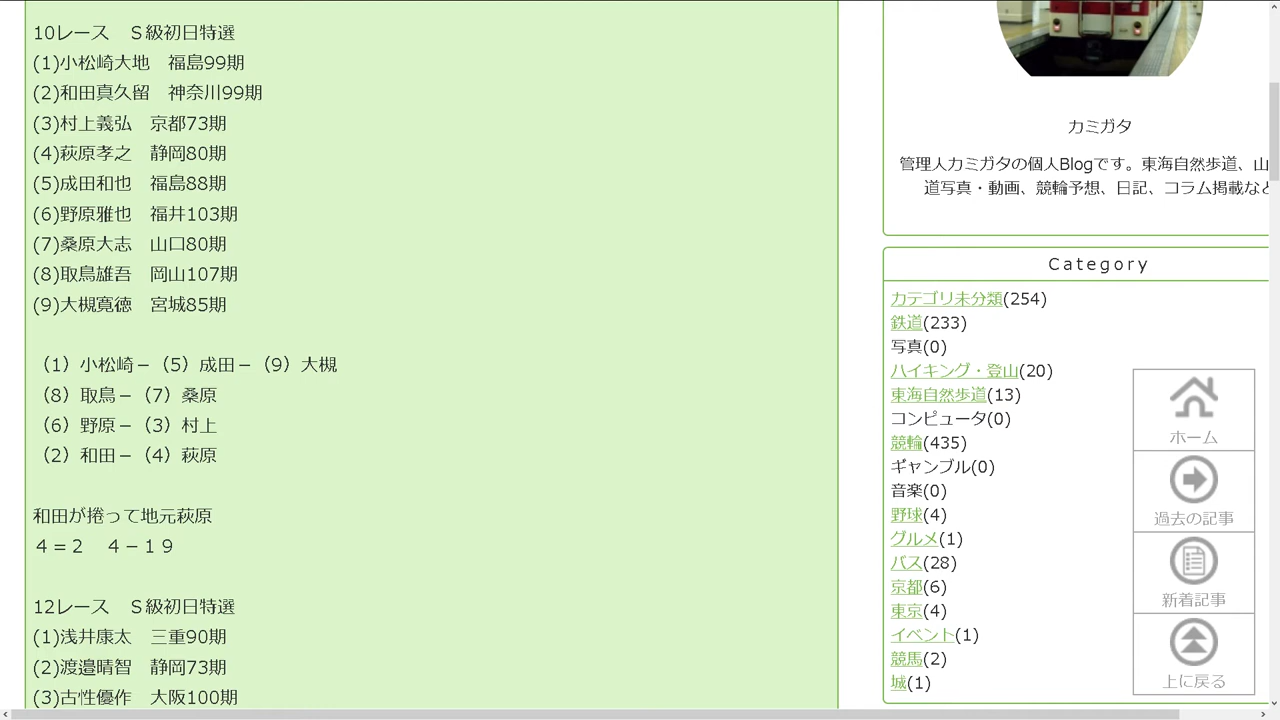 10レース　Ｓ級初日特選
(1)小松崎大地　福島99期
(2)和田真久留　神奈川99期
(3)村上義弘　京都73期
(4)萩原孝之　静岡80期
(5)成田和也　福島88期
(6)野原雅也　福井103期
(7)桑原大志　山口80期
(8)取鳥雄吾　岡山107期
(9)大槻寛徳　宮城85期
（1）小松崎－（5）成田－（9）大槻
（8）取鳥－（7）桑原
（6）野原－（3）村上
（2）和田－（4）萩原
和田が捲って地元萩原
４＝２　４－１９
12レース　Ｓ級初日特選
(1)浅井康太　三重90期
(2)渡邉晴智　静岡73期
(3)古性優作　大阪100期
カミガタ
管理人カミガタの個人Blogです。東海自然歩道、山
道写真・動画、競輪予想、日記、コラム掲載など
Category
カテゴリ未分類(254)
鉄道(233)
写真(0)
ハイキング・登山(20)
東海自然歩道(13)
コンピュータ(0)
競輪(435)
ギャンブル(0)
音楽(0)
野球(4)
グルメ(1)
バス(28)
京都(6)
東京(4)
イベント(1)
競馬(2)
城(1)
ホーム
過去の記事
新着記事
上に戻る